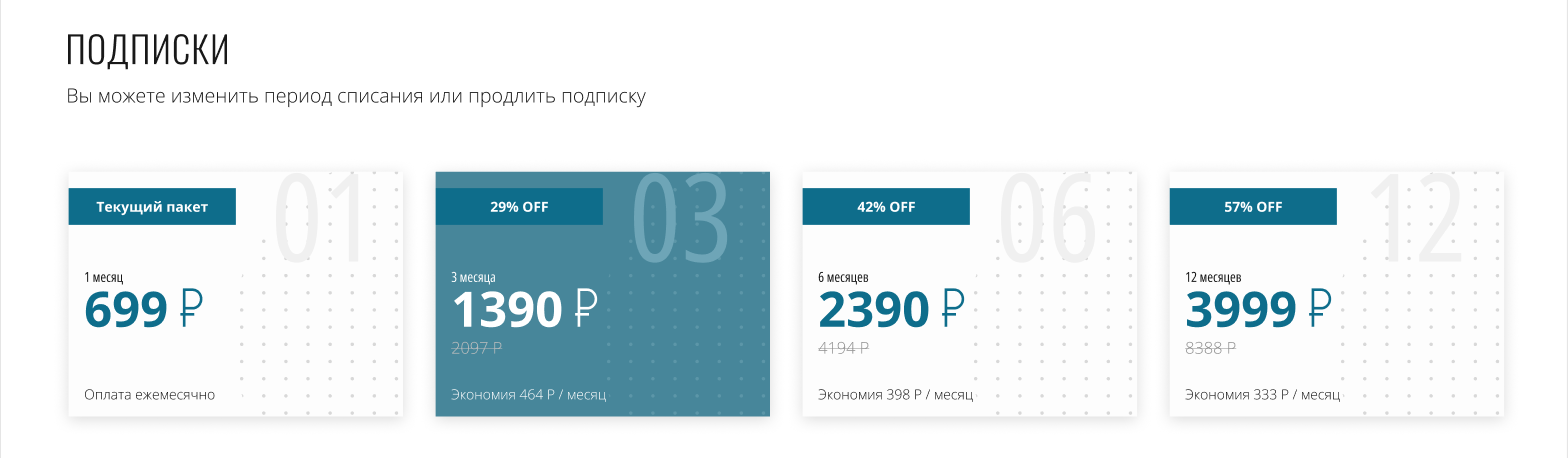 ПОДПИСКИ
Вы можете изменить период списания или продлить подписку
01
Текущий пакет
1 месяц
699 ₽
Оплата ежемесячно
03
29% OFF
3 месяца
1390 ₽
2097 Р
Экономия 464 Р / месяц
06
42% OFF
6 месяцев
2390 ₽
4194 Р
Экономия 398 Р / месяц
12
57% OFF
12 месяцев
3999 ₽
8388 Р
Экономия 333 Р / месяц